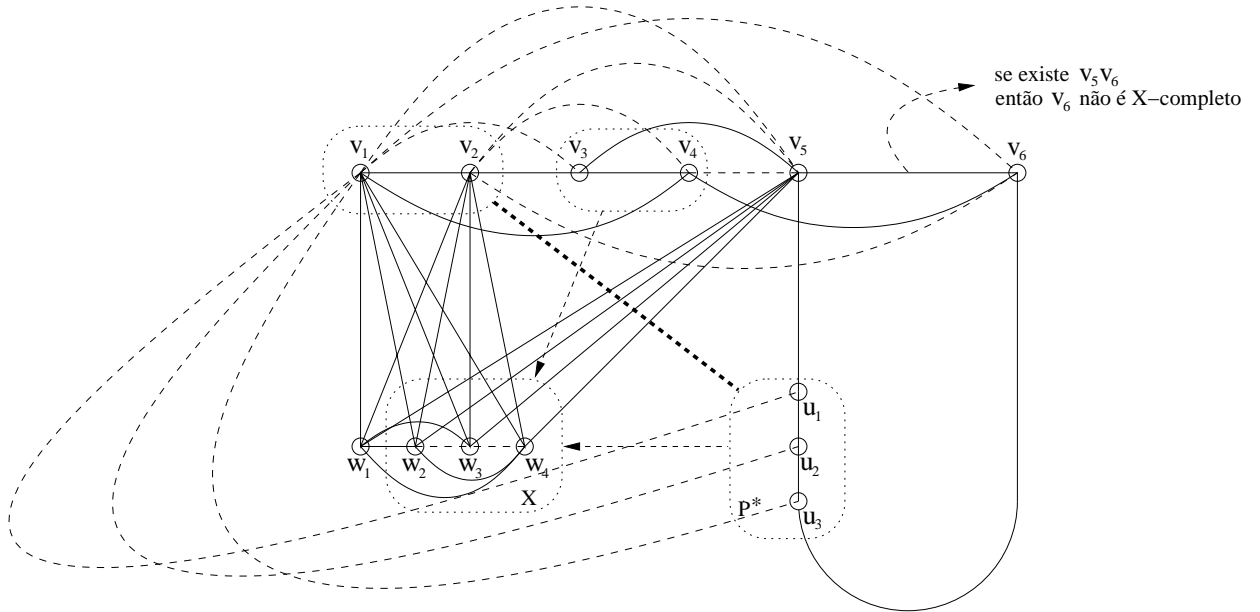 se existe v₅v₆
então v₆ não é X−completo
v₁ v₂ v₃ v₄ v₅ v₆
u₁
w₁ w₂ w₃ w₄
u₂
X
P*
u₃